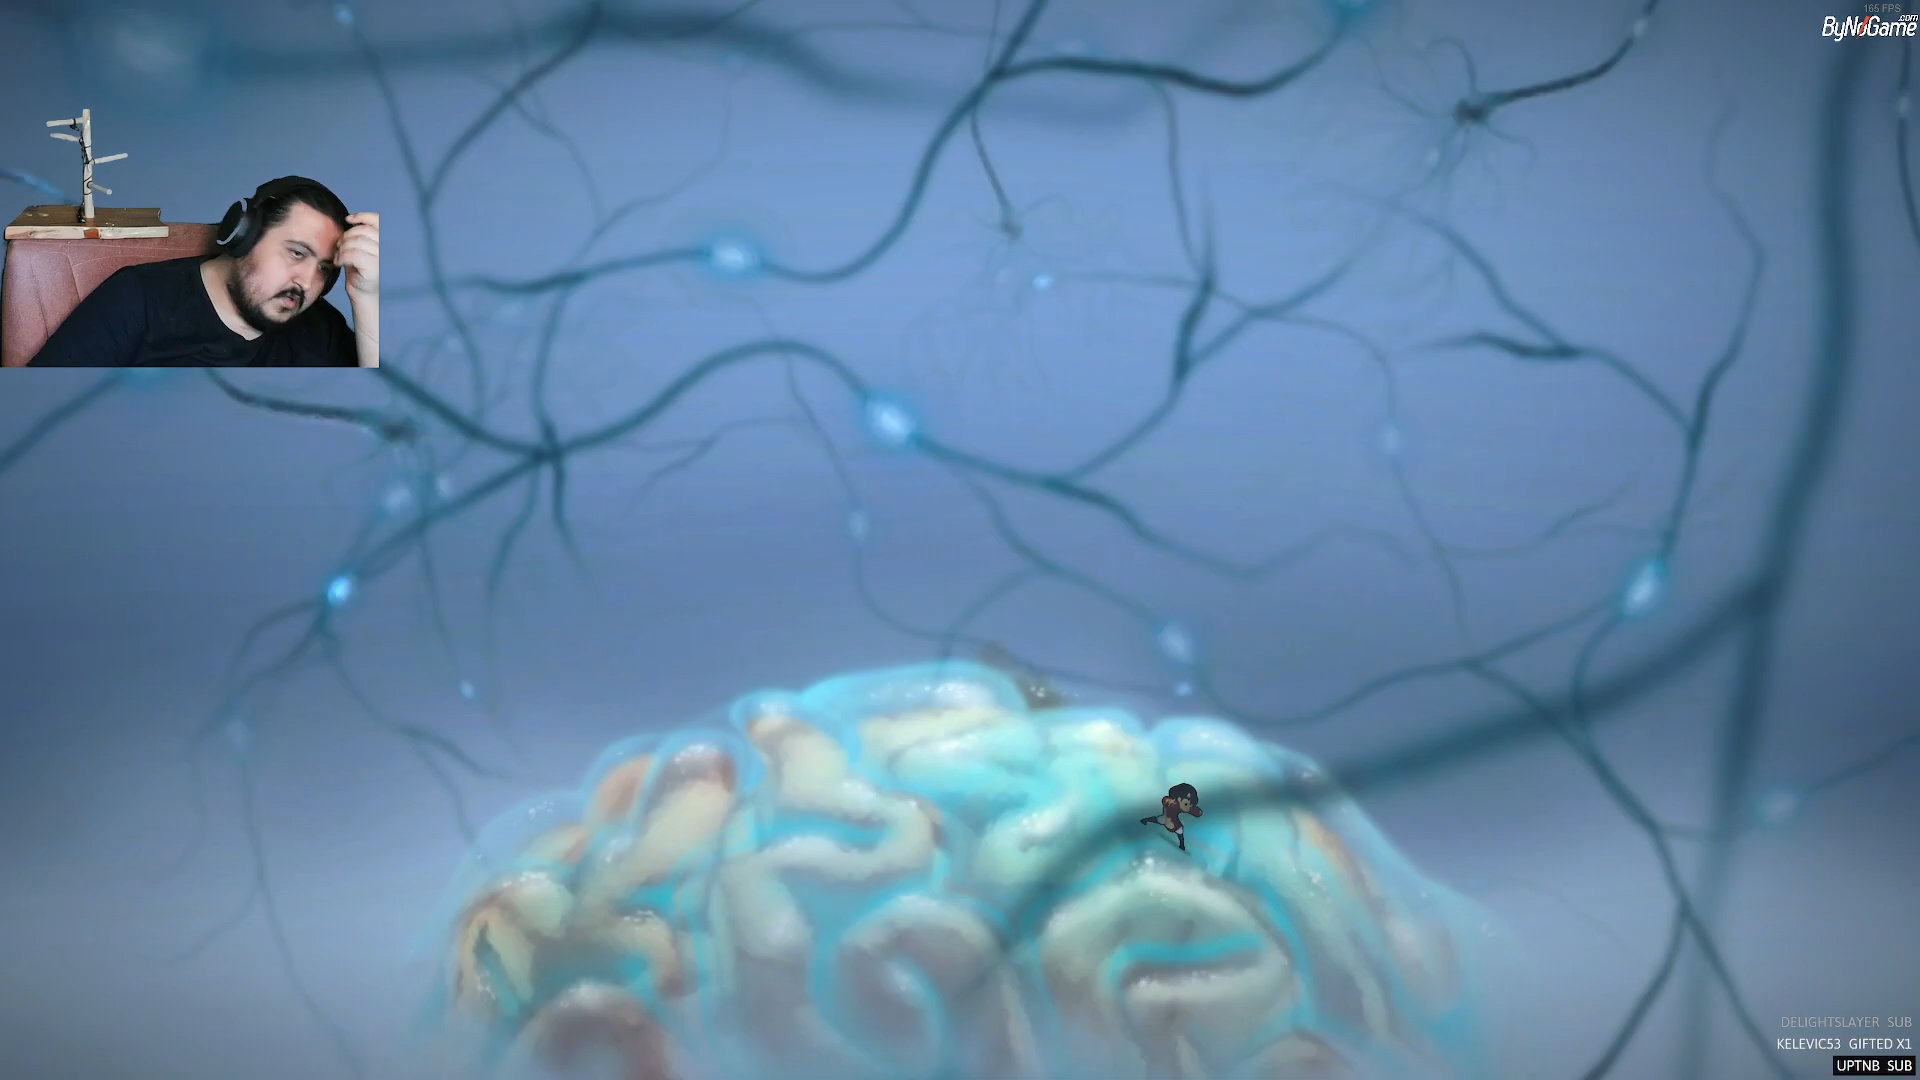 165 FPS
ByNoGame.com
DELIGHTSLAYER SUB
KELEVIC53 GIFTED X1
UPTNB SUB